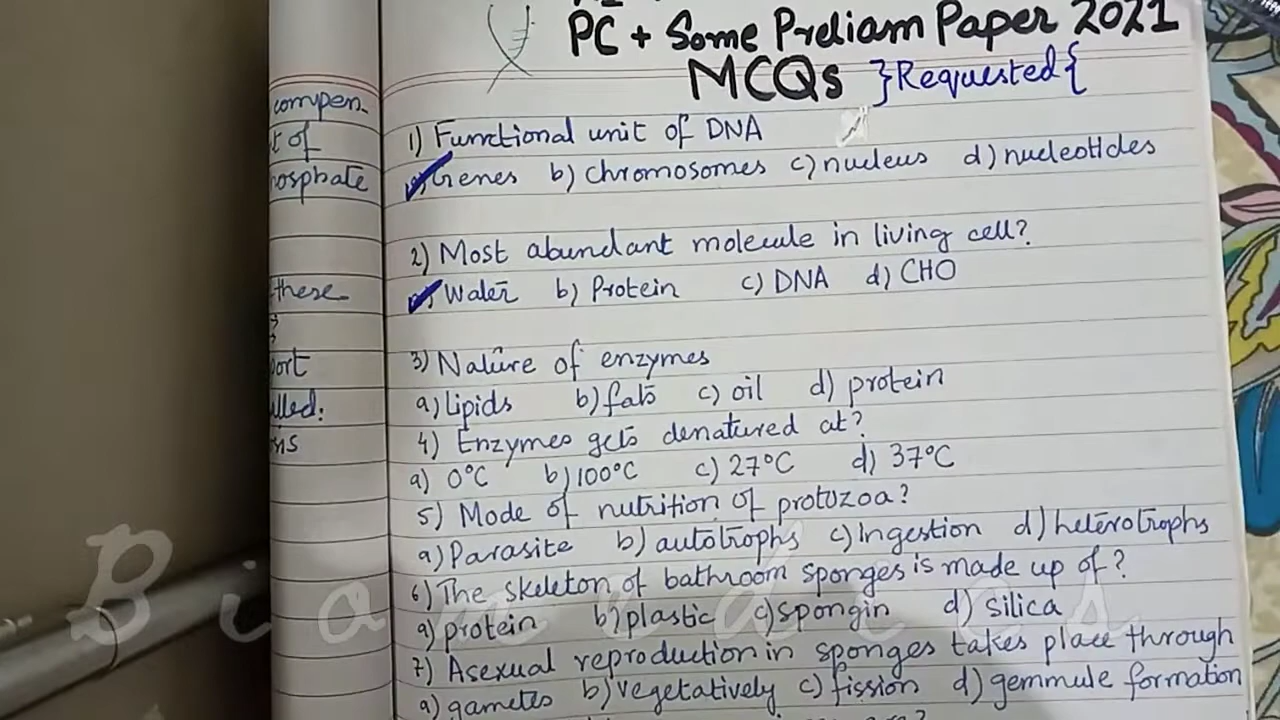 PC + Some Preliam Paper 2021
MCQs }Requested{
compen-
t of
hosphate
these
port
lled:
ns
1) Functional unit of DNA
a) Genes b) chromosomes c) nucleus d) nucleotides
2) Most abundant molecule in living cell?
a) Water b) Protein c) DNA d) CHO
3) Nature of enzymes
a) Lipids b) fats c) oil d) protein
4) Enzymes gets denatured at?
a) 0°C b) 100°C c) 27°C d) 37°C
5) Mode of nutrition of protozoa?
a) Parasite b) autotrophs c) Ingestion d) heterotrophs
6) The skeleton of bathroom sponges is made up of?
a) protein b) plastic c) spongin d) silica
7) Asexual reproduction in sponges takes place through
a) gametes b) vegetatively c) fission d) gemmule formation